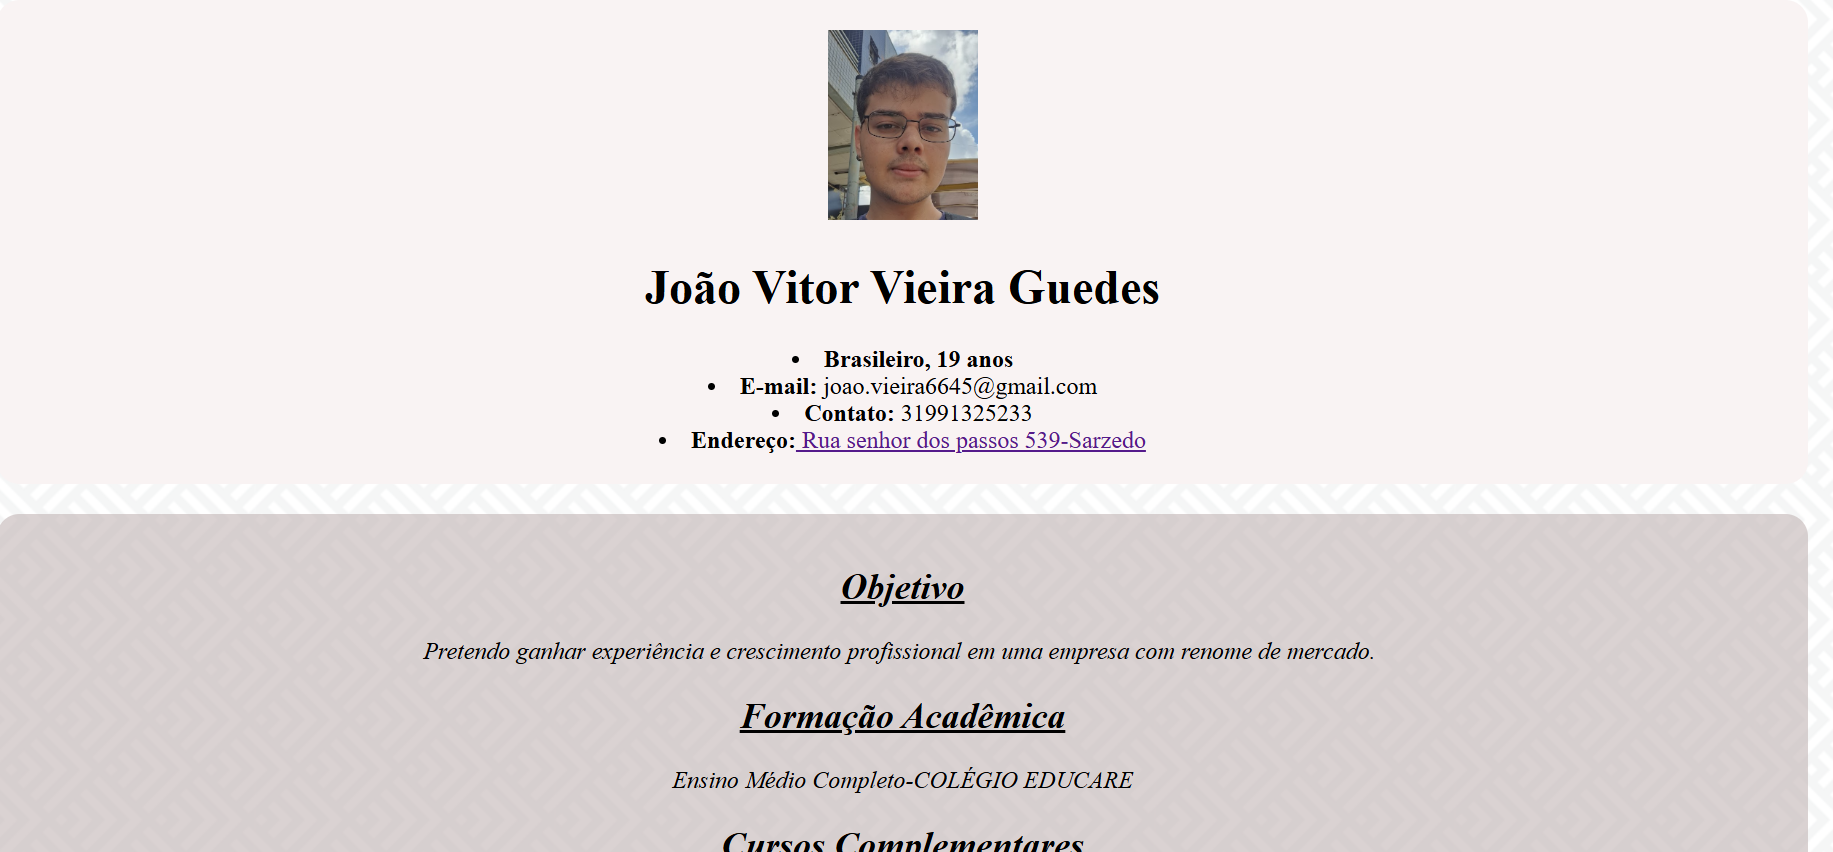 João Vitor Vieira Guedes
• Brasileiro, 19 anos
• E-mail: joao.vieira6645@gmail.com
• Contato: 31991325233
• Endereço: Rua senhor dos passos 539-Sarzedo
Objetivo
Pretendo ganhar experiência e crescimento profissional em uma empresa com renome de mercado.
Formação Acadêmica
Ensino Médio Completo-COLÉGIO EDUCARE
Cursos Complementares